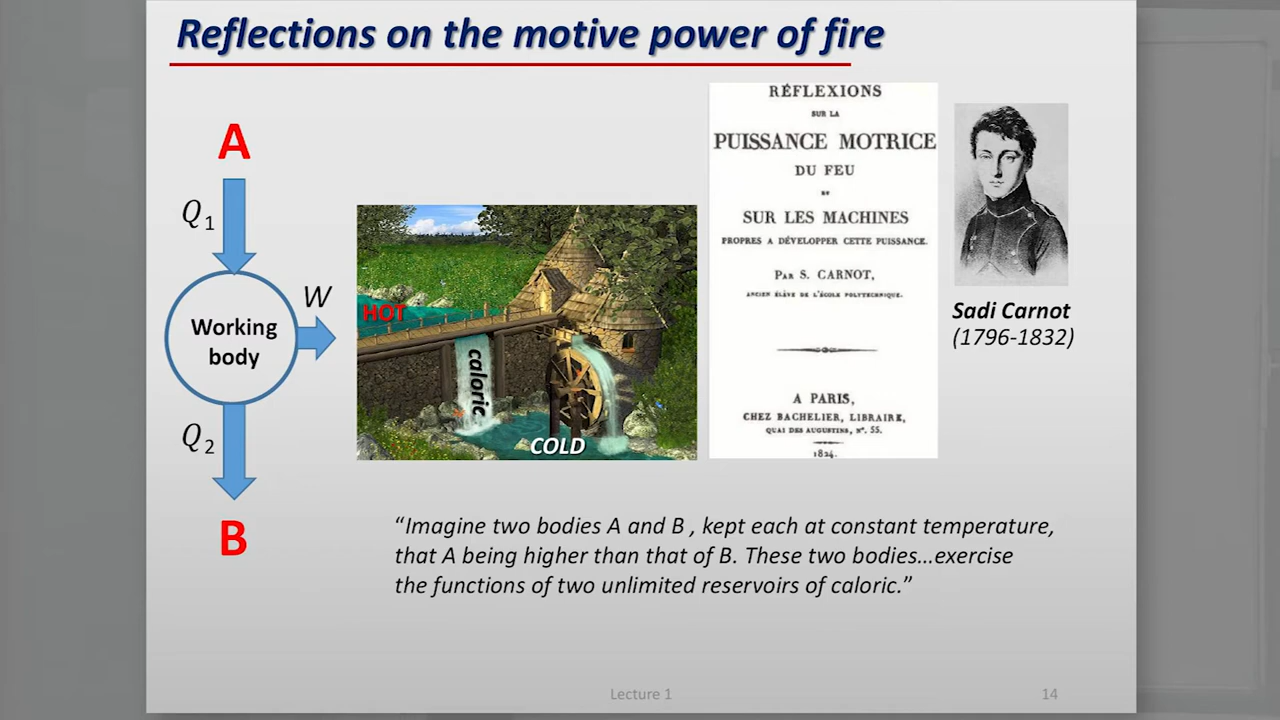 Reflections on the motive power of fire
A
Q1
Working
body
W
Q2
B
HOT
caloric
COLD
RÉFLEXIONS
SUR LA
PUISSANCE MOTRICE
DU FEU
ET
SUR LES MACHINES
PROPRES A DÉVELOPPER CETTE PUISSANCE.
PAR S. CARNOT,
ANCIEN ÉLÈVE DE L'ÉCOLE POLYTECHNIQUE.
A PARIS,
CHEZ BACHELIER, LIBRAIRE,
QUAI DES AUGUSTINS, Nº. 55.
1824.
Sadi Carnot
(1796-1832)
“Imagine two bodies A and B , kept each at constant temperature,
that A being higher than that of B. These two bodies…exercise
the functions of two unlimited reservoirs of caloric.”
Lecture 1
14